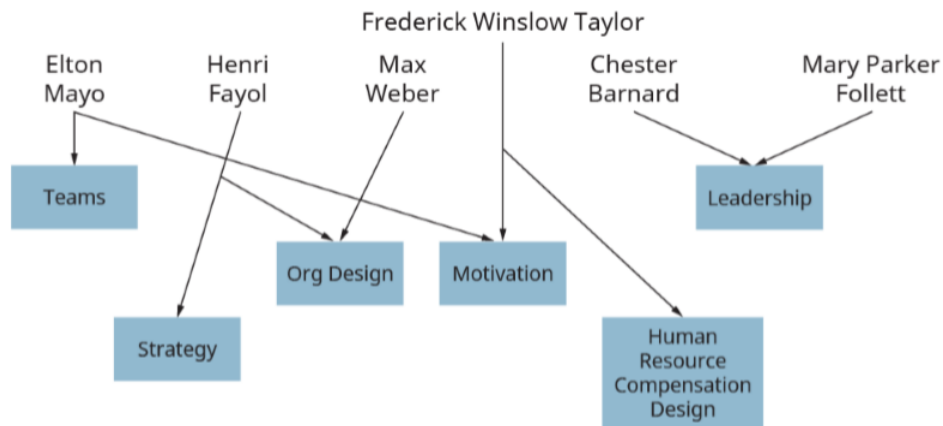 Frederick Winslow Taylor
Elton
Mayo
Henri
Fayol
Max
Weber
Chester
Barnard
Mary Parker
Follett
Teams
Leadership
Org Design
Motivation
Strategy
Human
Resource
Compensation
Design